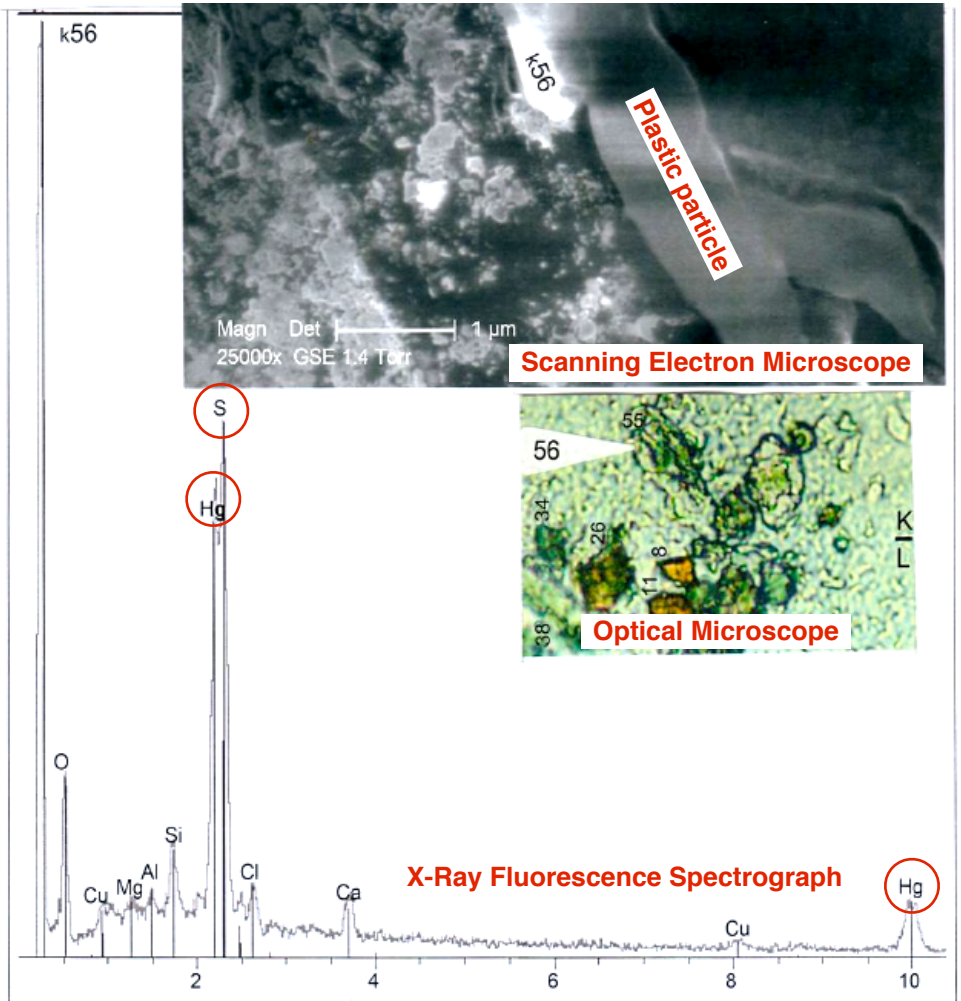 k56
k56
Plastic particle
Magn Det 1 µm
25000x GSE 1.4 Torr
Scanning Electron Microscope
S
Hg
55
56
34
26
8
11
38
K
L
Optical Microscope
O
Cu
Mg
Al
Si
Cl
Ca
X-Ray Fluorescence Spectrograph
Cu
Hg
2
4
6
8
10